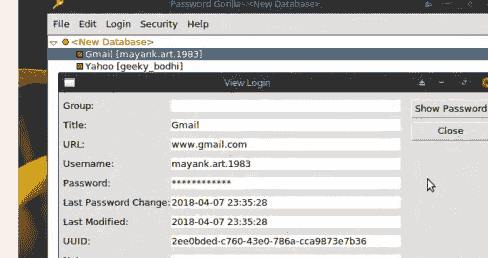 Password Gorilla - <New Database>
File Edit Login Security Help
<New Database>
Gmail [mayank.art.1983]
Yahoo [geeky_bodhi]
View Login
Group:
Show Password
Title: Gmail
Close
URL: www.gmail.com
Username: mayank.art.1983
Password: ************
Last Password Change: 2018-04-07 23:35:28
Last Modified: 2018-04-07 23:35:28
UUID: 2ee0bded-c760-43e0-786a-cca9873e7b36